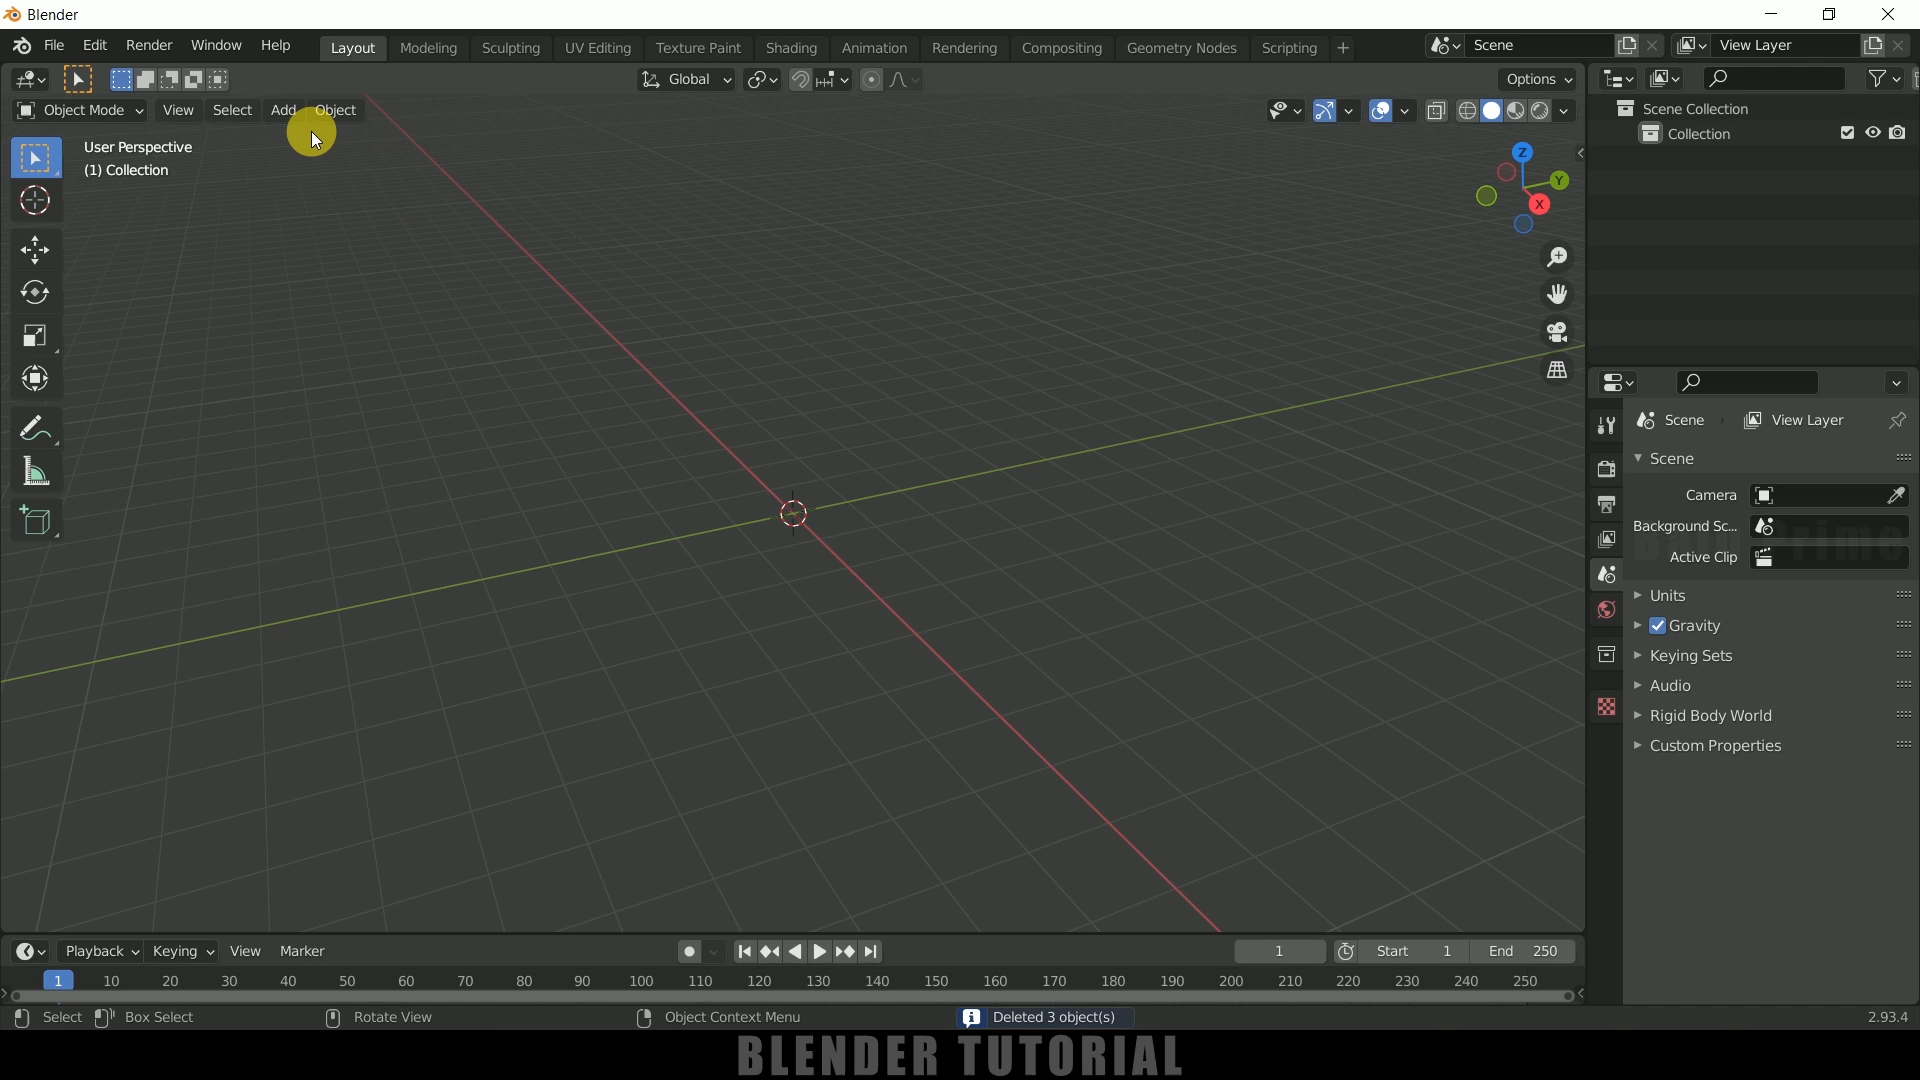 Blender
File Edit Render Window Help Layout Modeling Sculpting UV Editing Texture Paint Shading Animation Rendering Compositing Geometry Nodes Scripting + Scene View Layer
Global Options
Object Mode View Select Add Object
Scene Collection
Collection
User Perspective
(1) Collection
Z
Y
X
Scene View Layer
Scene
Camera
Background Sc...
Active Clip
Units
Gravity
Keying Sets
Audio
Rigid Body World
Custom Properties
Playback Keying View Marker 1 Start 1 End 250
1 10 20 30 40 50 60 70 80 90 100 110 120 130 140 150 160 170 180 190 200 210 220 230 240 250
Select Box Select Rotate View Object Context Menu Deleted 3 object(s) 2.93.4
BLENDER TUTORIAL